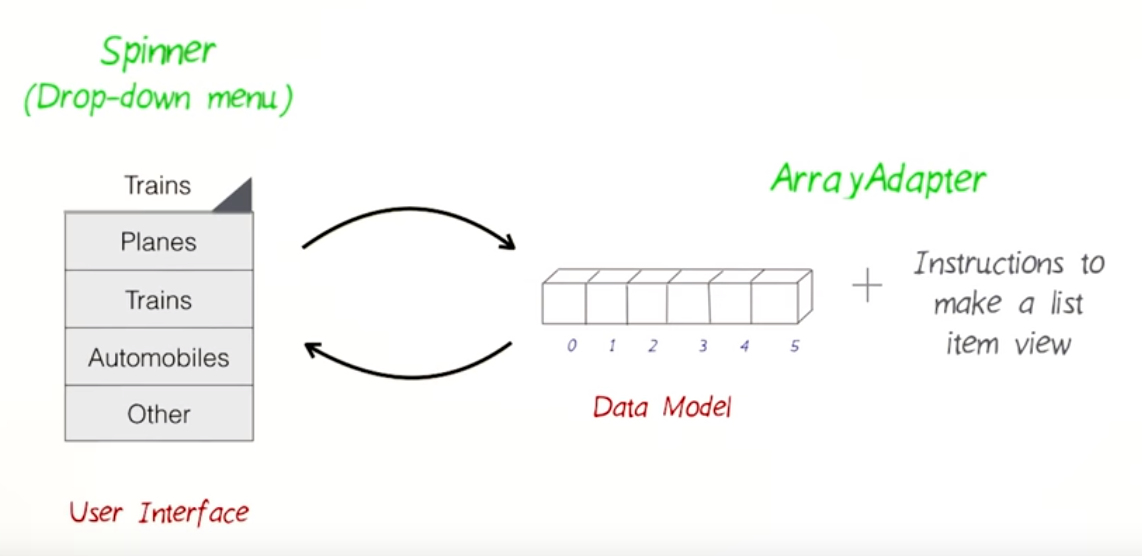 Spinner
(Drop-down menu)
Trains
Planes
Trains
Automobiles
Other
User Interface
ArrayAdapter
0 1 2 3 4 5
Data Model
+
Instructions to
make a list
item view